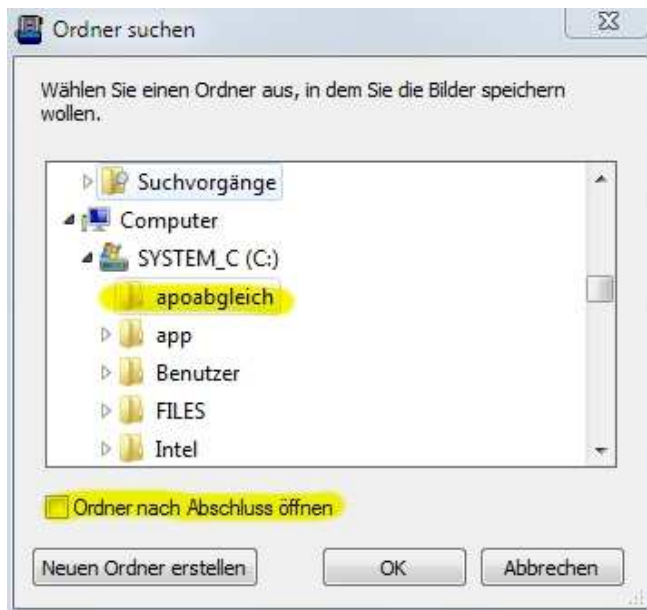 Ordner suchen
Wählen Sie einen Ordner aus, in dem Sie die Bilder speichern
wollen.
Suchvorgänge
Computer
SYSTEM_C (C:)
apoabgleich
app
Benutzer
FILES
Intel
Ordner nach Abschluss öffnen
Neuen Ordner erstellen OK Abbrechen